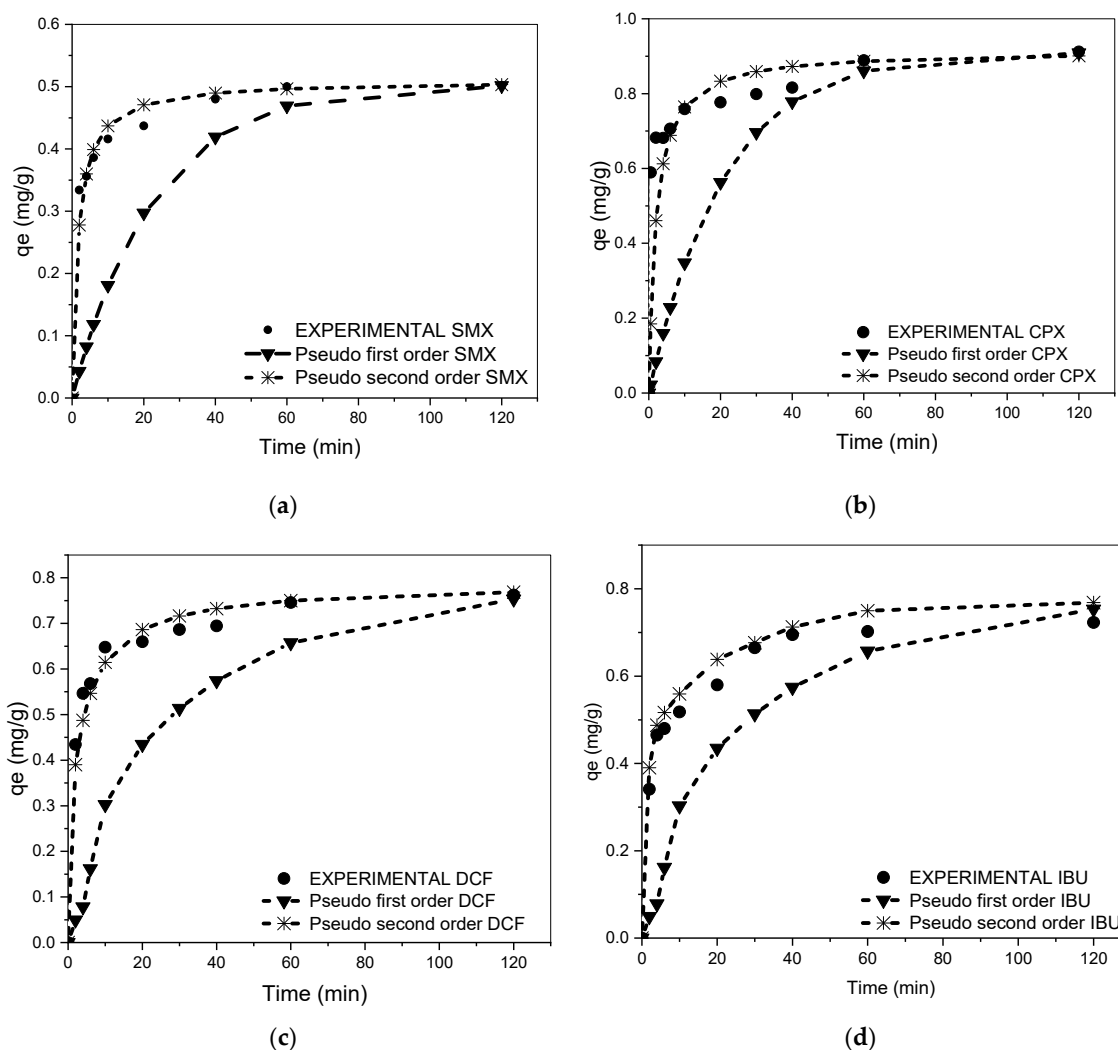 0.6
0.5
0.4
0.3
0.2
0.1
0.0
qe (mg/g)
EXPERIMENTAL SMX
Pseudo first order SMX
Pseudo second order SMX
0 20 40 60 80 100 120
Time (min)
(a)
1.0
0.8
0.6
0.4
0.2
0.0
qe (mg/g)
EXPERIMENTAL CPX
Pseudo first order CPX
Pseudo second order CPX
0 20 40 60 80 100 120
Time (min)
(b)
0.8
0.7
0.6
0.5
0.4
0.3
0.2
0.1
0.0
qe (mg/g)
EXPERIMENTAL DCF
Pseudo first order DCF
Pseudo second order DCF
0 20 40 60 80 100 120
Time (min)
(c)
0.8
0.6
0.4
0.2
0.0
qe (mg/g)
EXPERIMENTAL IBU
Pseudo first order IBU
Pseudo second order IBU
0 20 40 60 80 100 120
Time (min)
(d)